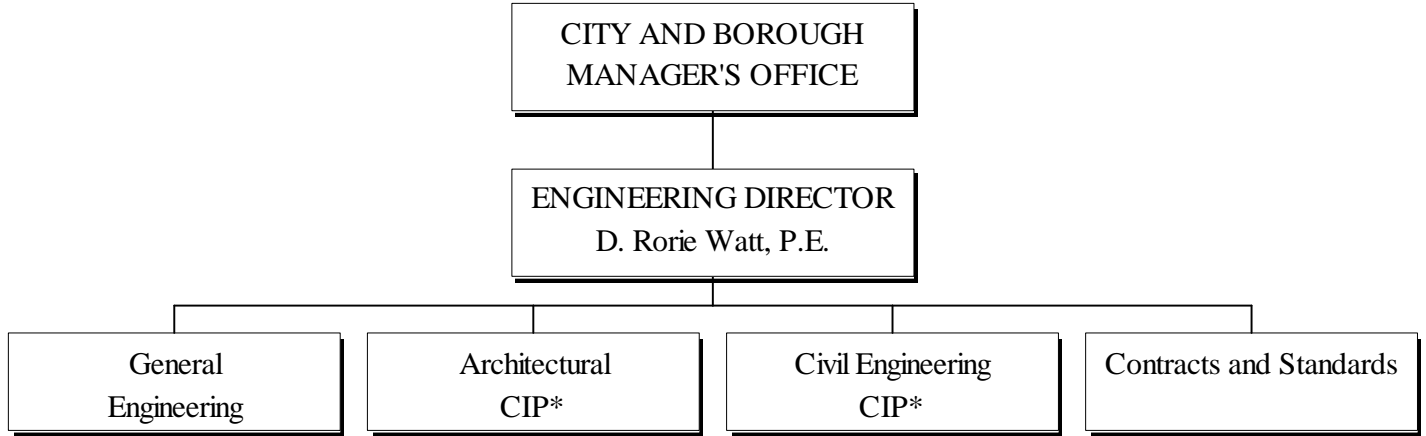 CITY AND BOROUGH
MANAGER'S OFFICE
ENGINEERING DIRECTOR
D. Rorie Watt, P.E.
General
Engineering
Architectural
CIP*
Civil Engineering
CIP*
Contracts and Standards